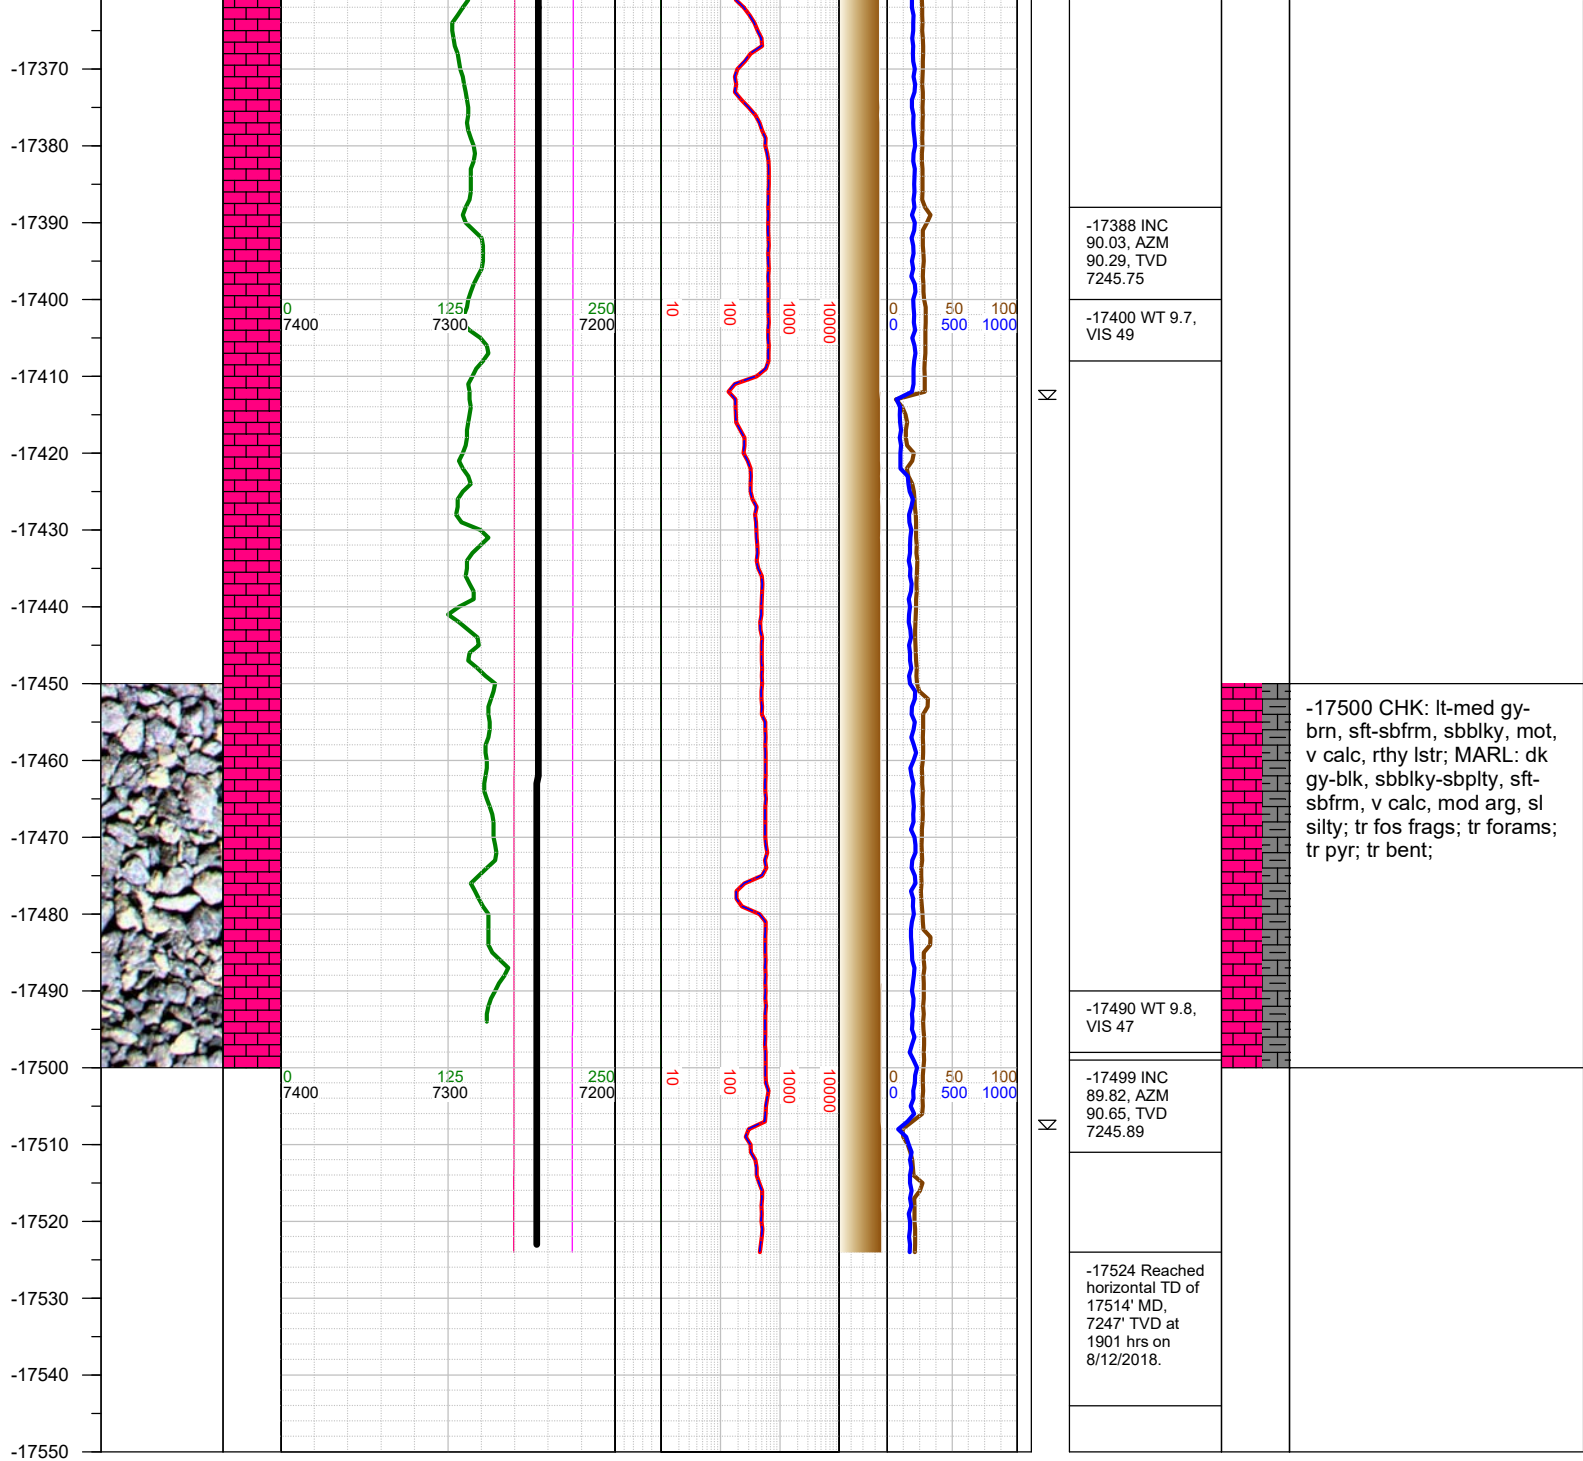 -17370
-17380
-17390
-17388 INC
90.03, AZM
90.29, TVD
7245.75
-17400
0 125 250
7400 7300 7200
10 100 1000 10000
0 50 100
0 500 1000
-17400 WT 9.7,
VIS 49
-17410
-17420
-17430
-17440
-17450
-17500 CHK: lt-med gy-
brn, sft-sbfrm, sbblky, mot,
v calc, rthy lstr; MARL: dk
gy-blk, sbblky-sbplty, sft-
sbfrm, v calc, mod arg, sl
silty; tr fos frags; tr forams;
tr pyr; tr bent;
-17460
-17470
-17480
-17490
-17490 WT 9.8,
VIS 47
-17500
0 125 250
7400 7300 7200
10 100 1000 10000
0 50 100
0 500 1000
-17499 INC
89.82, AZM
90.65, TVD
7245.89
-17510
-17520
-17524 Reached
horizontal TD of
17514' MD,
7247' TVD at
1901 hrs on
8/12/2018.
-17530
-17540
-17550